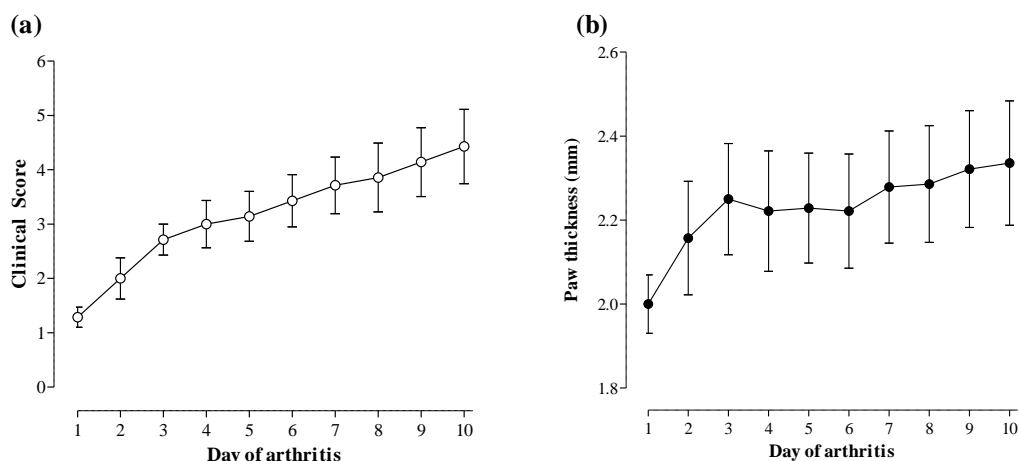 (a)
Clinical Score
6
5
4
3
2
1
0
1 2 3 4 5 6 7 8 9 10
Day of arthritis
(b)
Paw thickness (mm)
2.6
2.4
2.2
2.0
1.8
1 2 3 4 5 6 7 8 9 10
Day of arthritis